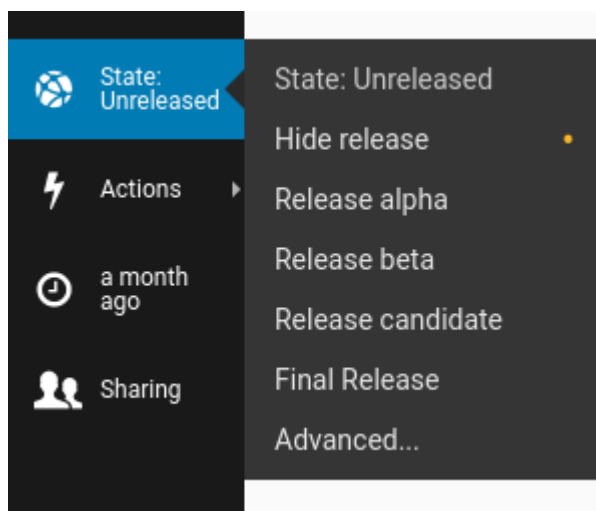 State:
Unreleased
Actions
a month
ago
Sharing
State: Unreleased
Hide release
Release alpha
Release beta
Release candidate
Final Release
Advanced...